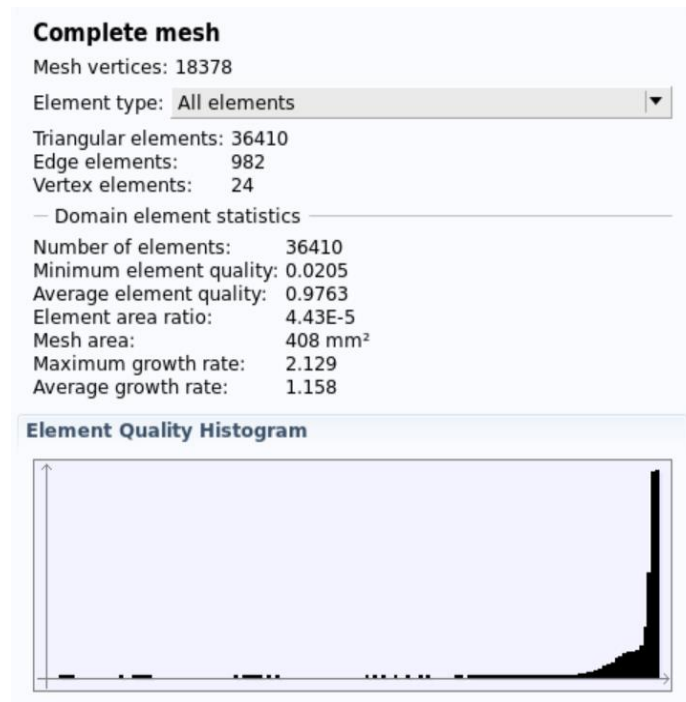 Complete mesh
Mesh vertices: 18378
Element type: All elements
Triangular elements: 36410
Edge elements: 982
Vertex elements: 24
Domain element statistics
Number of elements: 36410
Minimum element quality: 0.0205
Average element quality: 0.9763
Element area ratio: 4.43E-5
Mesh area: 408 mm²
Maximum growth rate: 2.129
Average growth rate: 1.158
Element Quality Histogram